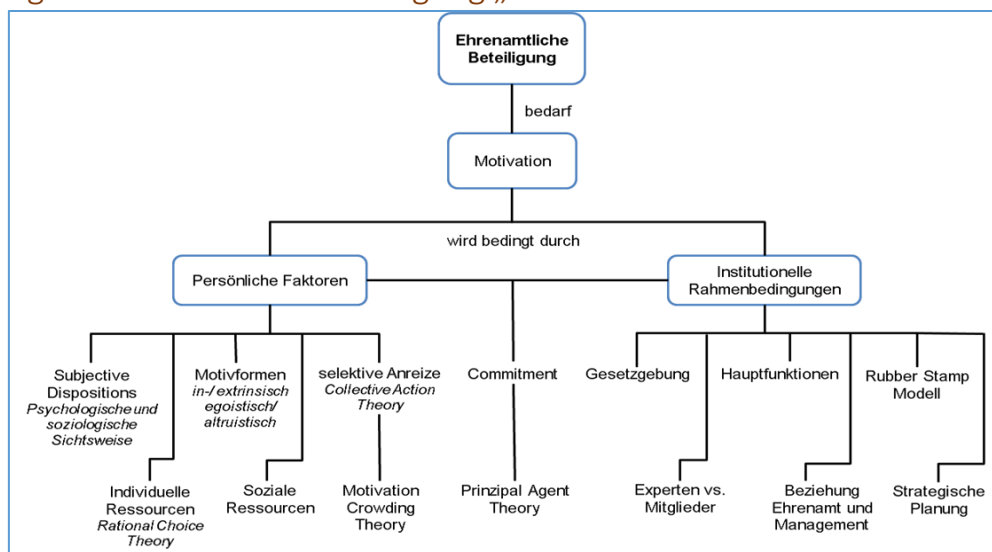 Ehrenamtliche
Beteiligung
bedarf
Motivation
wird bedingt durch
Persönliche Faktoren
Institutionelle
Rahmenbedingungen
Subjective
Dispositions
Psychologische und
soziologische
Sichtsweise
Motivformen
in-/ extrinsisch
egoistisch/
altruistisch
selektive Anreize
Collective Action
Theory
Commitment
Gesetzgebung
Hauptfunktionen
Rubber Stamp
Modell
Individuelle
Ressourcen
Rational Choice
Theory
Soziale
Ressourcen
Motivation
Crowding
Theory
Prinzipal Agent
Theory
Experten vs.
Mitglieder
Beziehung
Ehrenamt und
Management
Strategische
Planung